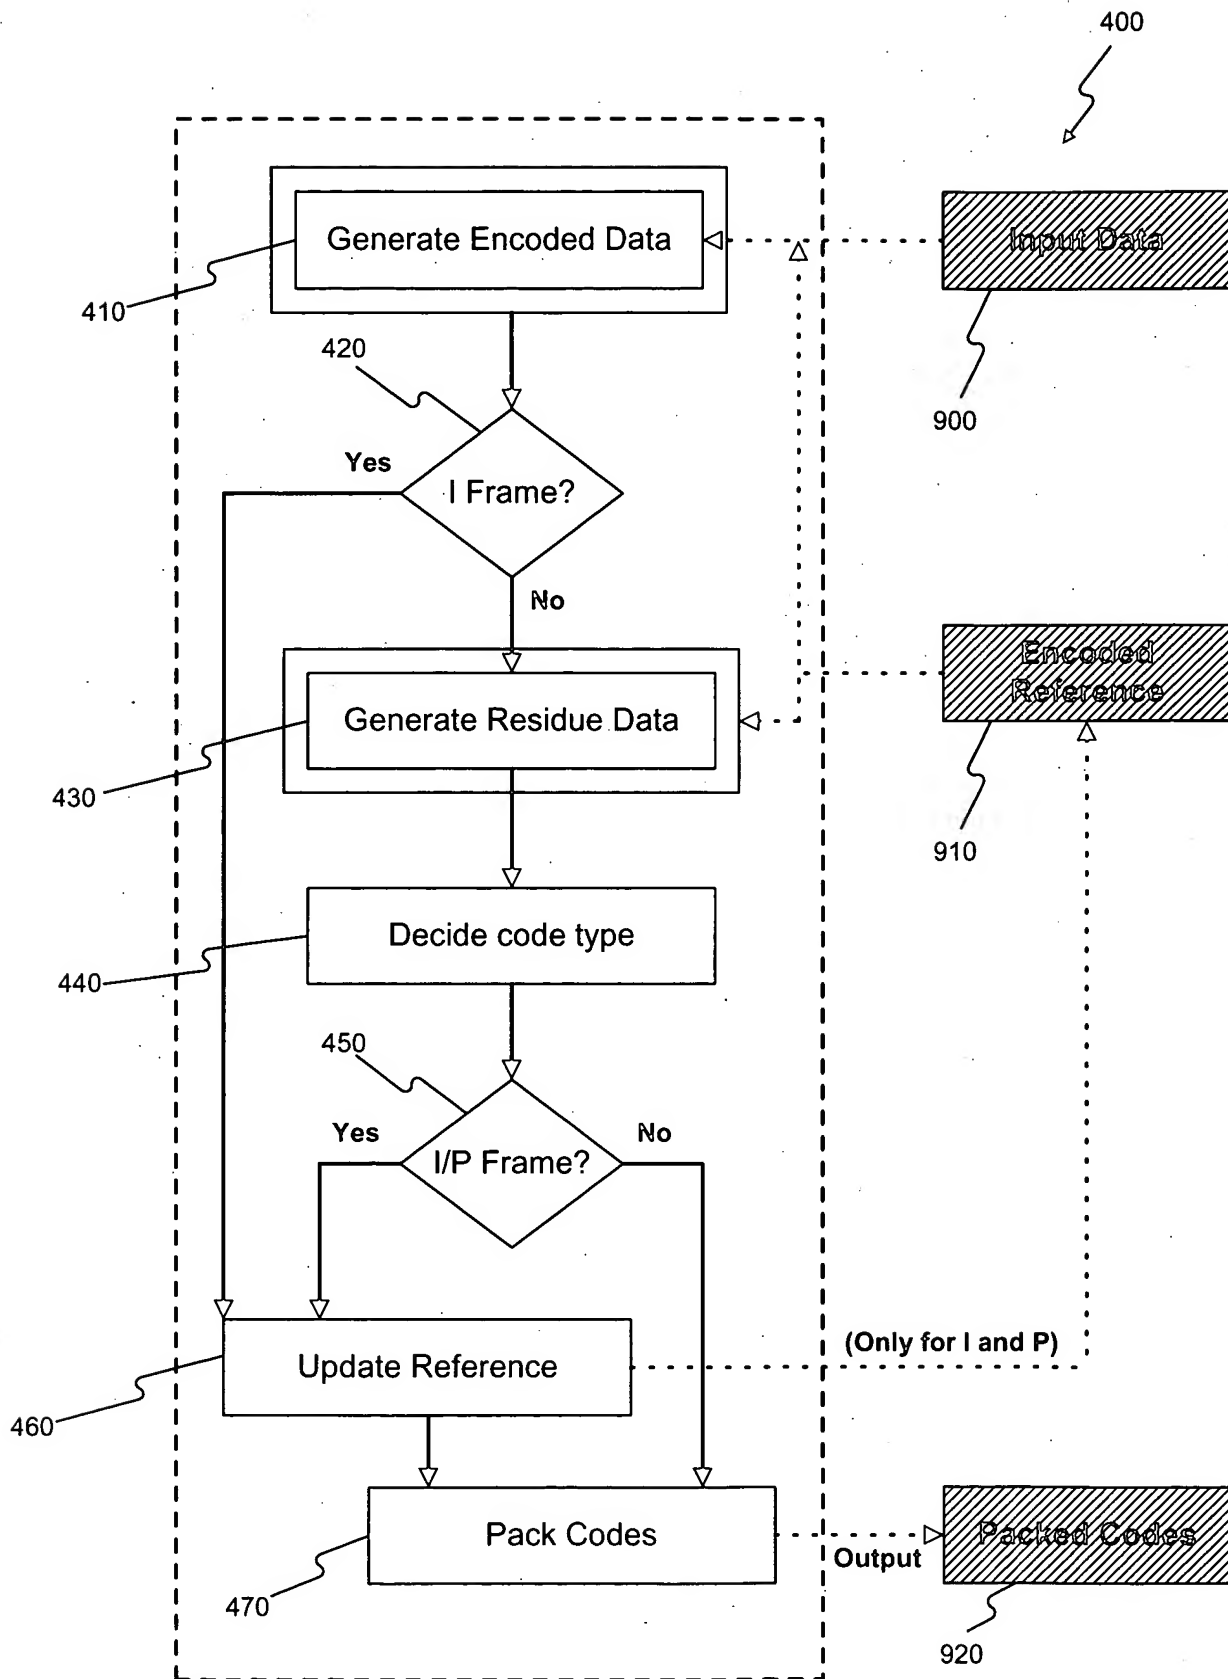 400
Generate Encoded Data
Input Data
410
420
900
Yes
I Frame?
No
Encoded
Reference
Generate Residue Data
430
910
Decide code type
440
450
Yes
No
I/P Frame?
(Only for I and P)
Update Reference
460
Pack Codes
Packed Codes
Output
470
920